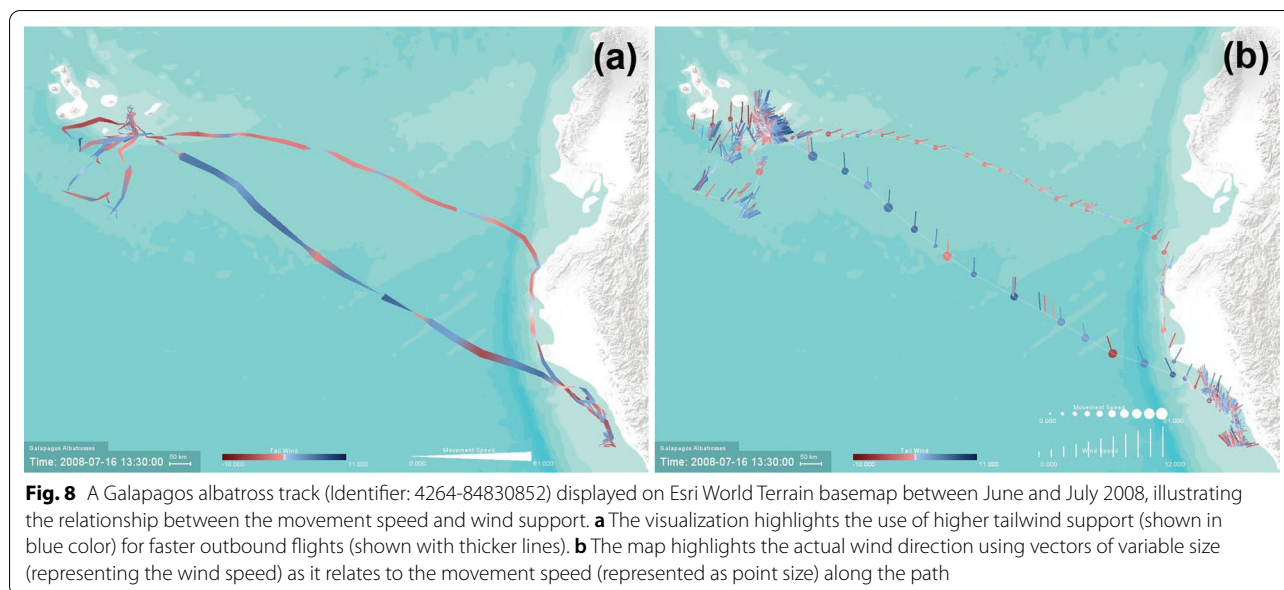 (a)
(b)
Galapagos Albatrosses
Time: 2008-07-16 13:30:00
50 km
Tail Wind
-10.000
11.000
Movement Speed
0.000
Galapagos Albatrosses
Time: 2008-07-16 13:30:00
50 km
Tail Wind
11.000
Movement Speed
0.000
Wind Speed
0.000
12.000
Fig. 8 A Galapagos albatross track (Identifier: 4264-84830852) displayed on Esri World Terrain basemap between June and July 2008, illustrating
the relationship between the movement speed and wind support. a The visualization highlights the use of higher tailwind support (shown in
blue color) for faster outbound flights (shown with thicker lines). b The map highlights the actual wind direction using vectors of variable size
(representing the wind speed) as it relates to the movement speed (represented as point size) along the path